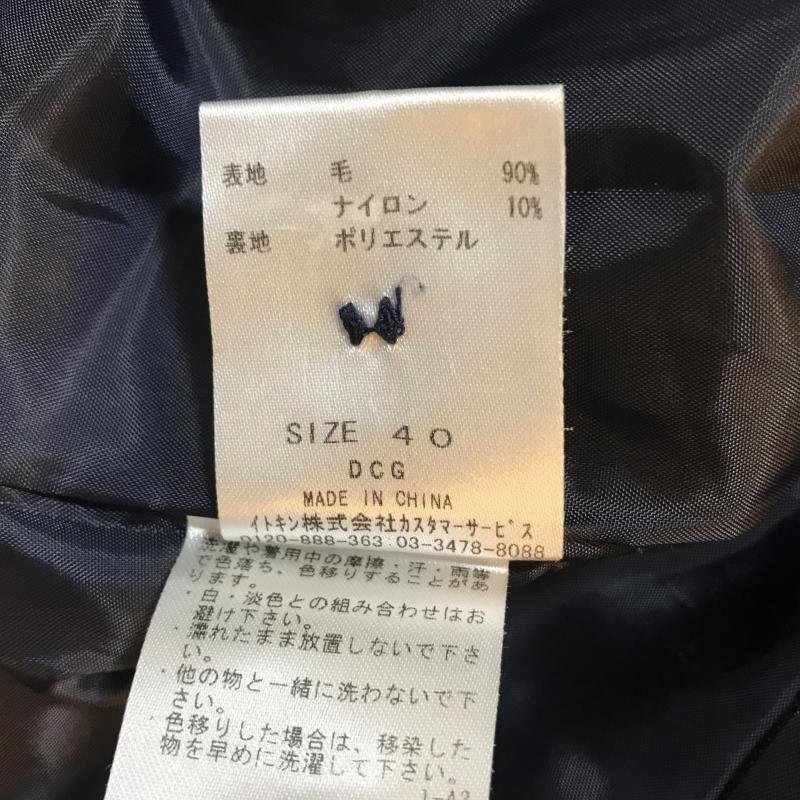 表地 毛 90%
ナイロン 10%
裏地 ポリエステル
SIZE 40
DCG
MADE IN CHINA
イトキン株式会社カスタマーサービス
0120-888-363 03-3478-8088
洗濯や着用中の摩擦・汗・雨等
で色落ち、色移りすることがあ
ります。
・白・淡色との組み合わせはお
避け下さい。
・濡れたまま放置しないで下さ
い。
・他の物と一緒に洗わないで下
さい。
・色移りした場合は、移染した
物を早めに洗濯して下さい。